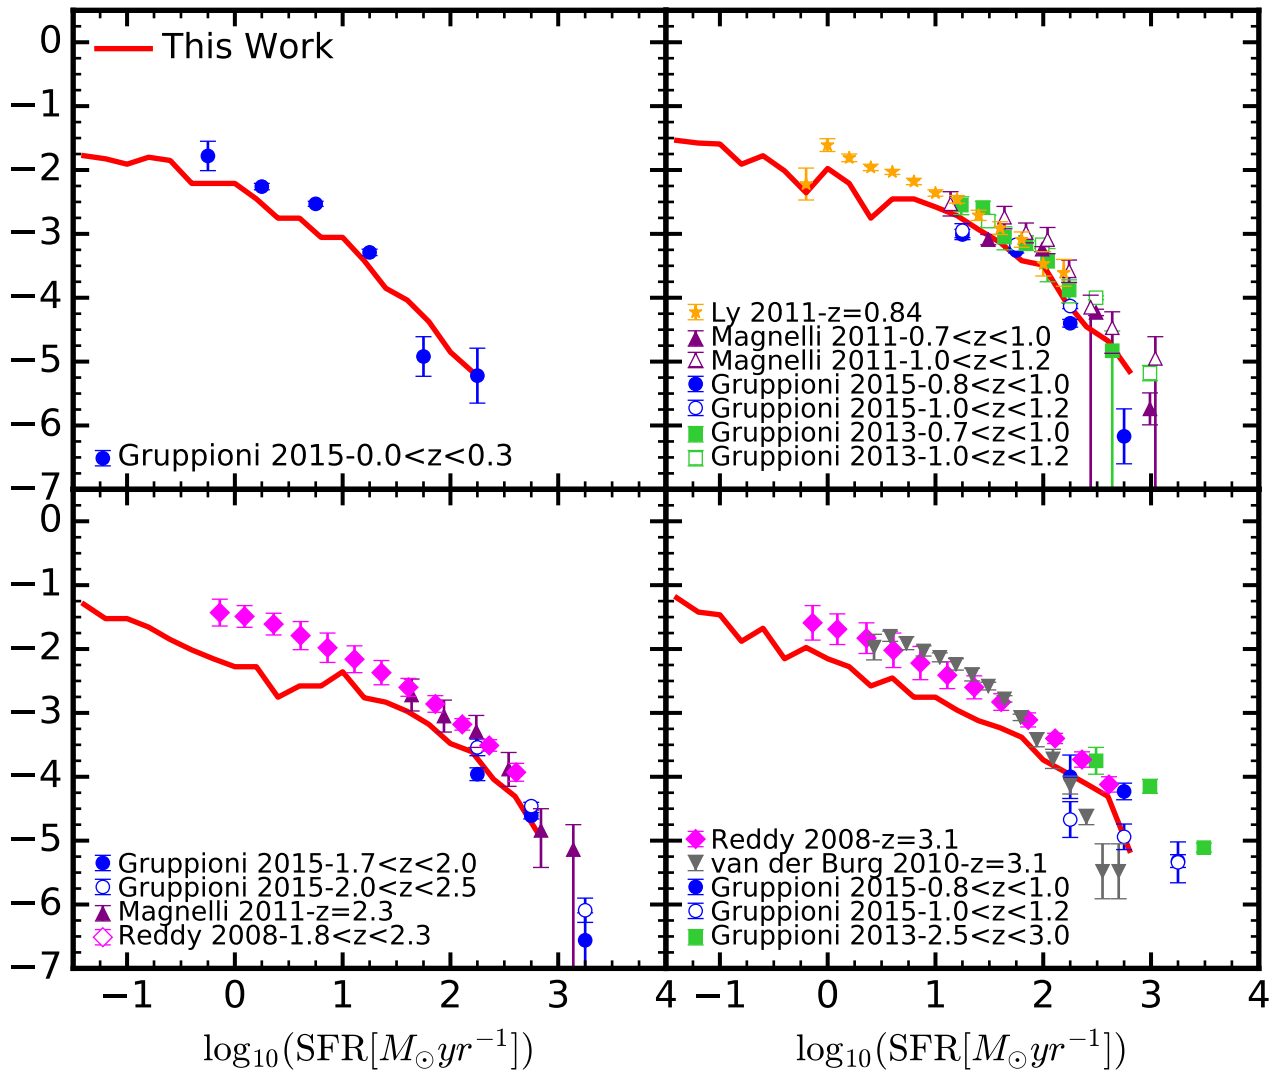 This Work
0
−1
−2
−3
−4
−5
−6
−7
Gruppioni 2015-0.0<z<0.3
Ly 2011-z=0.84
Magnelli 2011-0.7<z<1.0
Magnelli 2011-1.0<z<1.2
Gruppioni 2015-0.8<z<1.0
Gruppioni 2015-1.0<z<1.2
Gruppioni 2013-0.7<z<1.0
Gruppioni 2013-1.0<z<1.2
0
−1
−2
−3
−4
−5
−6
−7
Gruppioni 2015-1.7<z<2.0
Gruppioni 2015-2.0<z<2.5
Magnelli 2011-z=2.3
Reddy 2008-1.8<z<2.3
Reddy 2008-z=3.1
van der Burg 2010-z=3.1
Gruppioni 2015-0.8<z<1.0
Gruppioni 2015-1.0<z<1.2
Gruppioni 2013-2.5<z<3.0
−1 0 1 2 3 4 −1 0 1 2 3 4
log₁₀(SFR[M⊙yr⁻¹]) log₁₀(SFR[M⊙yr⁻¹])